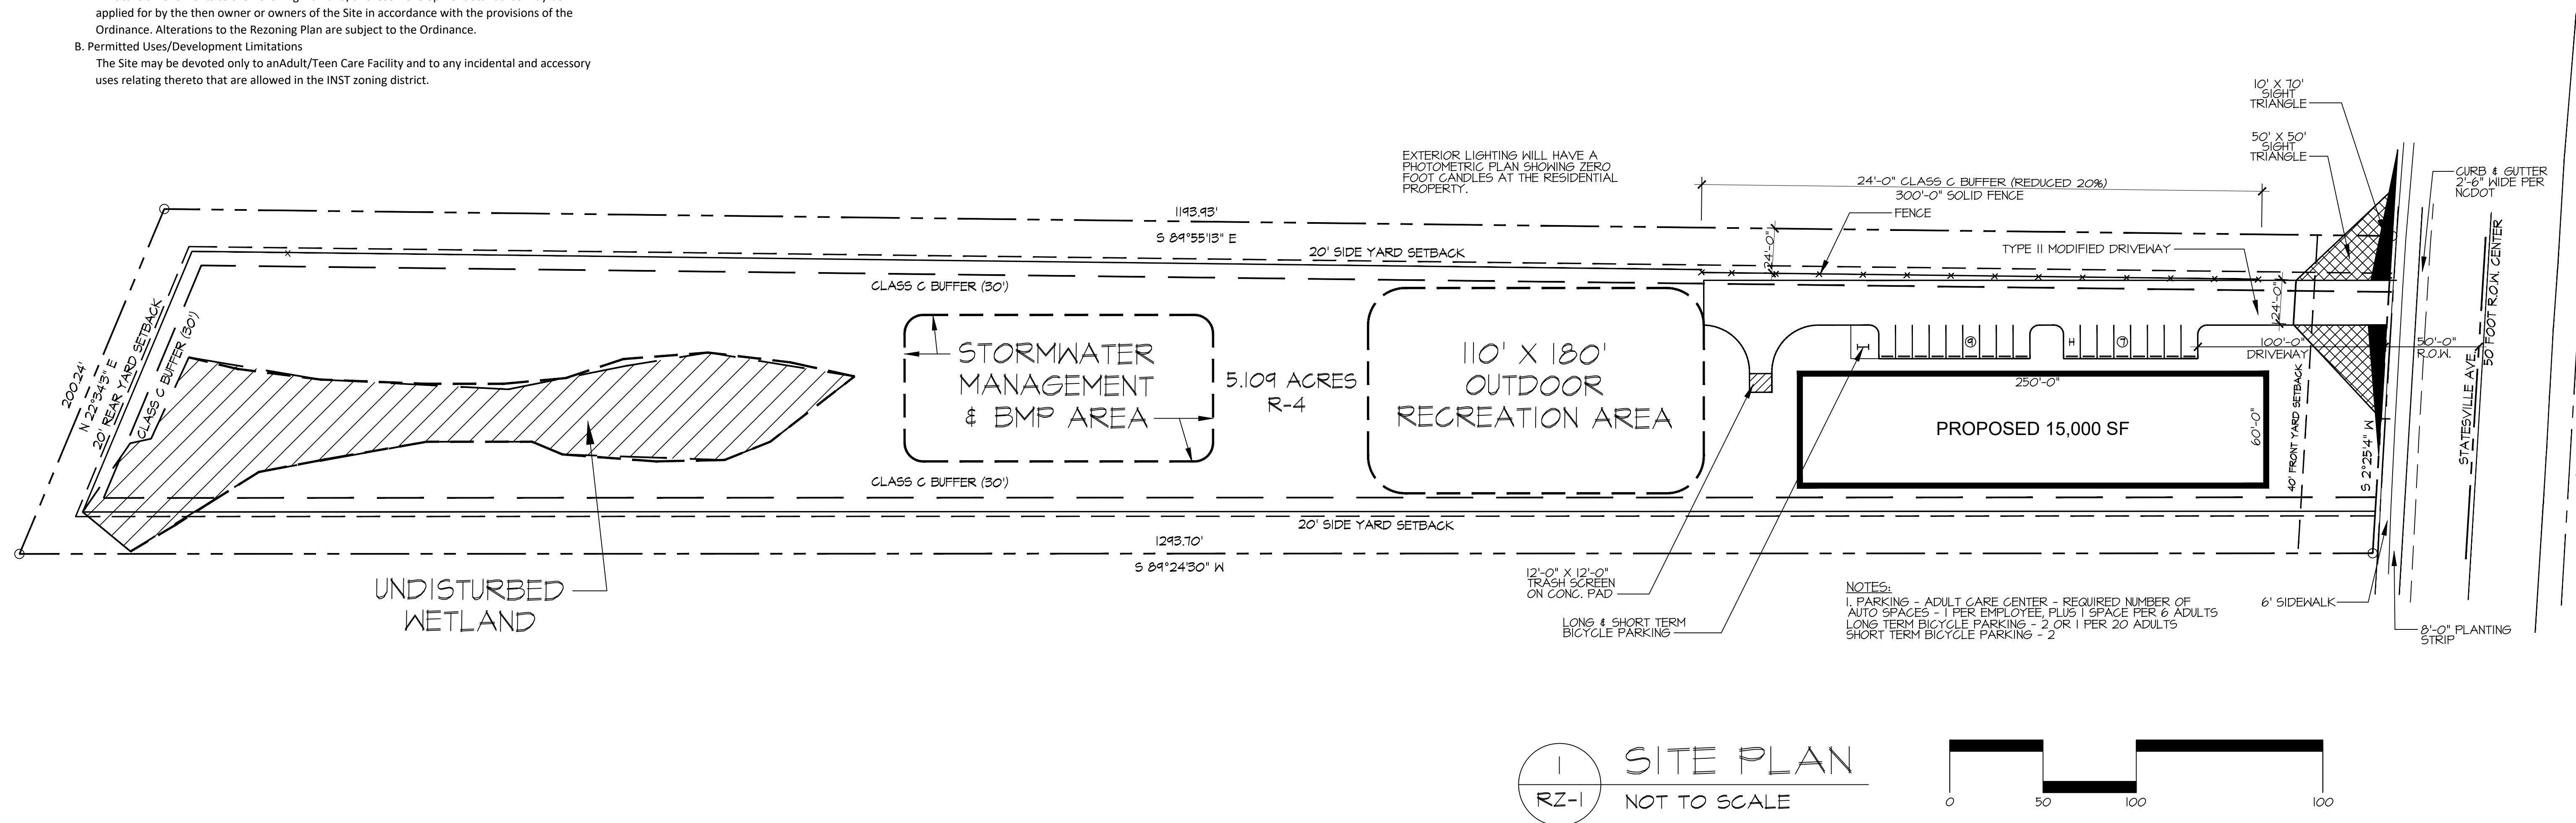 applied for by the then owner or owners of the Site in accordance with the provisions of the
Ordinance. Alterations to the Rezoning Plan are subject to the Ordinance.
B. Permitted Uses/Development Limitations
The Site may be devoted only to anAdult/Teen Care Facility and to any incidental and accessory
uses relating thereto that are allowed in the INST zoning district.
10' X 70'
SIGHT
TRIANGLE
50' X 50'
SIGHT
TRIANGLE
CURB & GUTTER
2'-6" WIDE PER
NCDOT
EXTERIOR LIGHTING WILL HAVE A
PHOTOMETRIC PLAN SHOWING ZERO
FOOT CANDLES AT THE RESIDENTIAL
PROPERTY.
24'-0" CLASS C BUFFER (REDUCED 20%)
300'-0" SOLID FENCE
FENCE
1193.93'
S 89°55'13" E
20' SIDE YARD SETBACK
24'-0"
TYPE II MODIFIED DRIVEWAY
CLASS C BUFFER (30')
200.24'
N 22°34'43" E
20' REAR YARD SETBACK
CLASS C BUFFER (30')
STORMWATER
MANAGEMENT
& BMP AREA
5.109 ACRES
R-4
110' X 180'
OUTDOOR
RECREATION AREA
9
H
7
24'-0"
100'-0"
DRIVEWAY
50'-0"
R.O.W.
50 FOOT R.O.W. CENTER
STATESVILLE AVE.
250'-0"
60'-0"
PROPOSED 15,000 SF
40' FRONT YARD SETBACK
S 2°25'14" W
CLASS C BUFFER (30')
20' SIDE YARD SETBACK
1293.70'
S 89°24'30" W
UNDISTURBED
WETLAND
12'-0" X 12'-0"
TRASH SCREEN
ON CONC. PAD
LONG & SHORT TERM
BICYCLE PARKING
NOTES:
1. PARKING - ADULT CARE CENTER - REQUIRED NUMBER OF
AUTO SPACES - 1 PER EMPLOYEE, PLUS 1 SPACE PER 6 ADULTS
LONG TERM BICYCLE PARKING - 2 OR 1 PER 20 ADULTS
SHORT TERM BICYCLE PARKING - 2
6' SIDEWALK
8'-0" PLANTING
STRIP
1
RZ-1
SITE PLAN
NOT TO SCALE
0 50 100 100